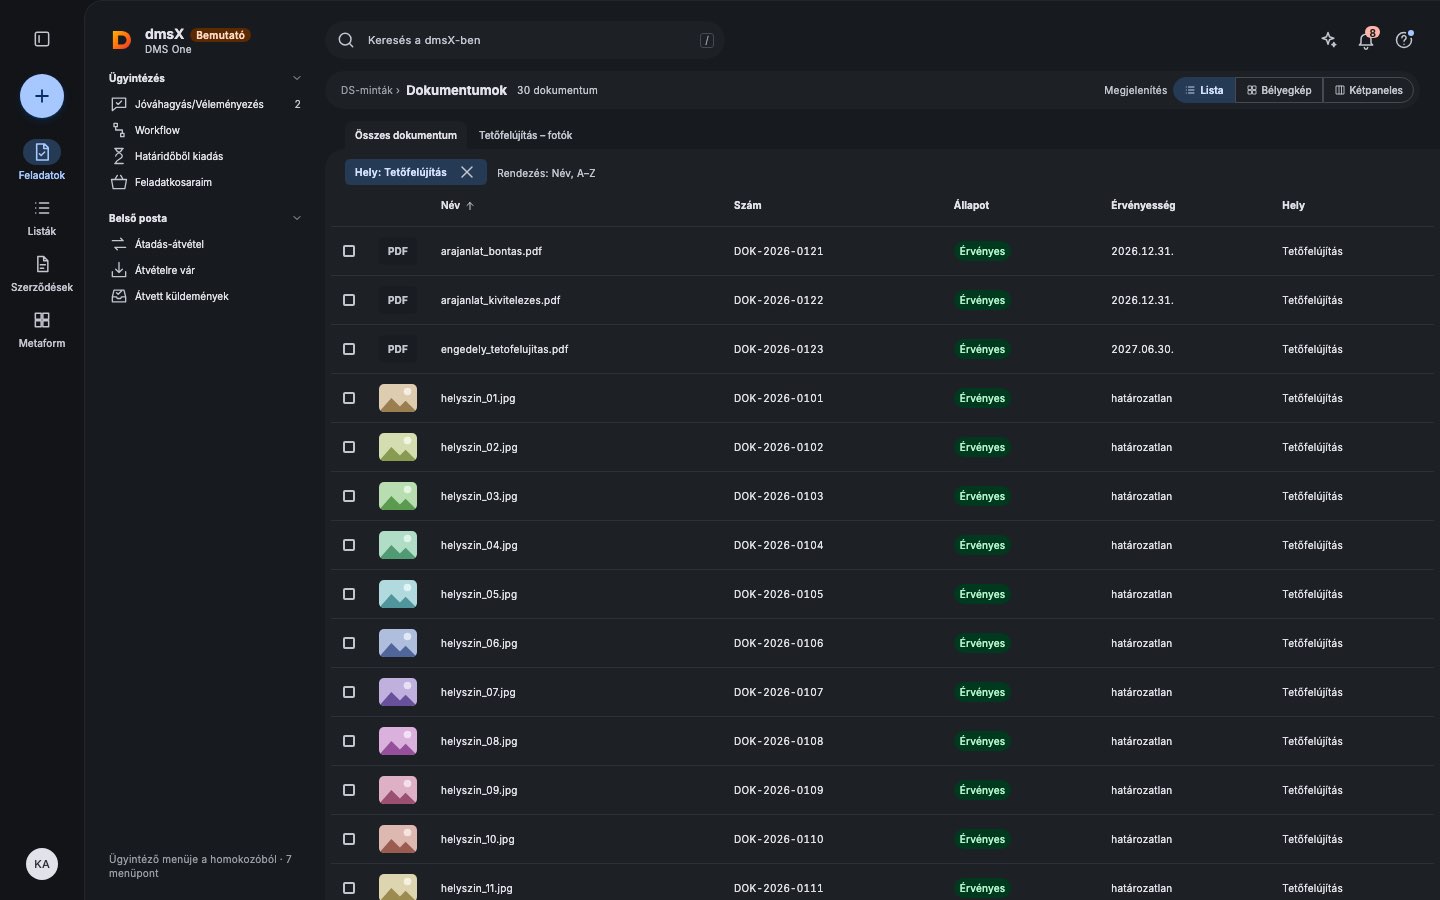 dmsX Bemutató
DMS One
Keresés a dmsX-ben /
8
Feladatok
Listák
Szerződések
Metaform
KA
Ügyintézés
Jóváhagyás/Véleményezés 2
Workflow
Határidőből kiadás
Feladatkosaraim
Belső posta
Átadás-átvétel
Átvételre vár
Átvett küldemények
Ügyintéző menüje a homokozóból · 7
menüpont
DS-minták › Dokumentumok 30 dokumentum
Megjelenítés Lista Bélyegkép Kétpaneles
Összes dokumentum Tetőfelújítás – fotók
Hely: Tetőfelújítás Rendezés: Név, A–Z
Név Szám Állapot Érvényesség Hely
PDF arajanlat_bontas.pdf DOK-2026-0121 Érvényes 2026.12.31. Tetőfelújítás
PDF arajanlat_kivitelezes.pdf DOK-2026-0122 Érvényes 2026.12.31. Tetőfelújítás
PDF engedely_tetofelujitas.pdf DOK-2026-0123 Érvényes 2027.06.30. Tetőfelújítás
helyszin_01.jpg DOK-2026-0101 Érvényes határozatlan Tetőfelújítás
helyszin_02.jpg DOK-2026-0102 Érvényes határozatlan Tetőfelújítás
helyszin_03.jpg DOK-2026-0103 Érvényes határozatlan Tetőfelújítás
helyszin_04.jpg DOK-2026-0104 Érvényes határozatlan Tetőfelújítás
helyszin_05.jpg DOK-2026-0105 Érvényes határozatlan Tetőfelújítás
helyszin_06.jpg DOK-2026-0106 Érvényes határozatlan Tetőfelújítás
helyszin_07.jpg DOK-2026-0107 Érvényes határozatlan Tetőfelújítás
helyszin_08.jpg DOK-2026-0108 Érvényes határozatlan Tetőfelújítás
helyszin_09.jpg DOK-2026-0109 Érvényes határozatlan Tetőfelújítás
helyszin_10.jpg DOK-2026-0110 Érvényes határozatlan Tetőfelújítás
helyszin_11.jpg DOK-2026-0111 Érvényes határozatlan Tetőfelújítás